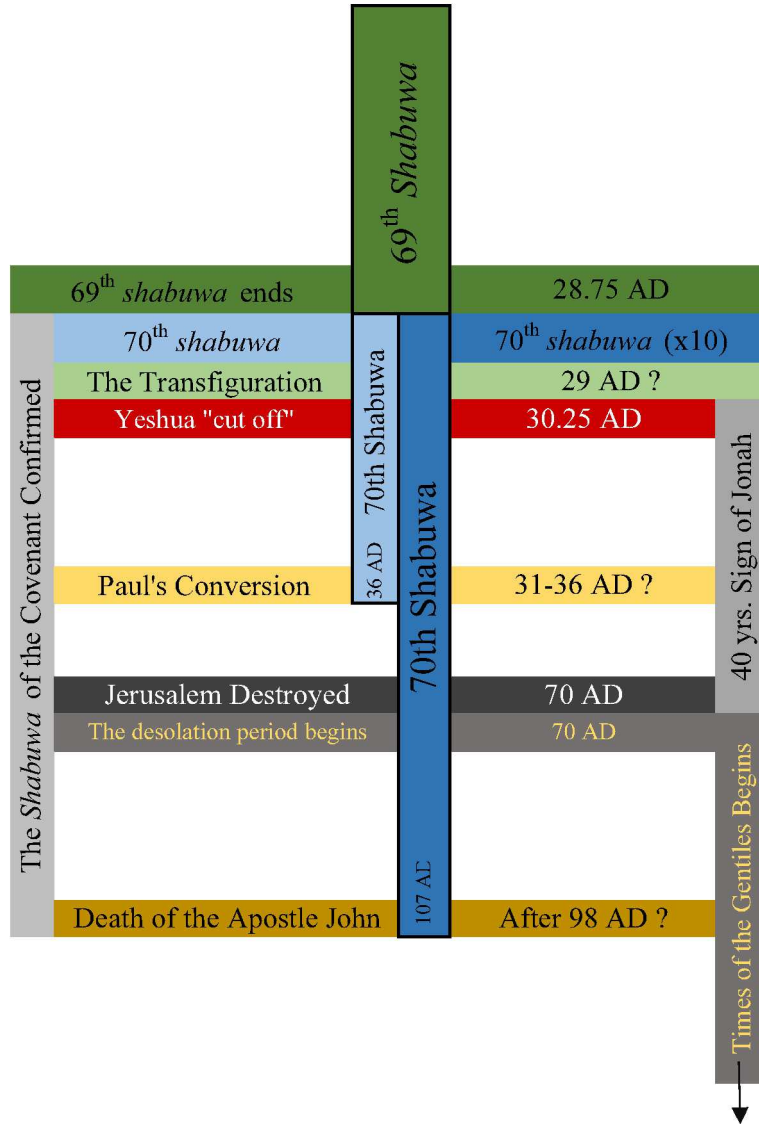 69th Shabuwa
69th shabuwa ends
28.75 AD
70th shabuwa
70th shabuwa (x10)
The Transfiguration
29 AD ?
Yeshua "cut off"
30.25 AD
The Shabuwa of the Covenant Confirmed
70th Shabuwa
36 AD
70th Shabuwa
107 AD
40 yrs. Sign of Jonah
Paul's Conversion
31-36 AD ?
Jerusalem Destroyed
70 AD
The desolation period begins
70 AD
Times of the Gentiles Begins
Death of the Apostle John
After 98 AD ?